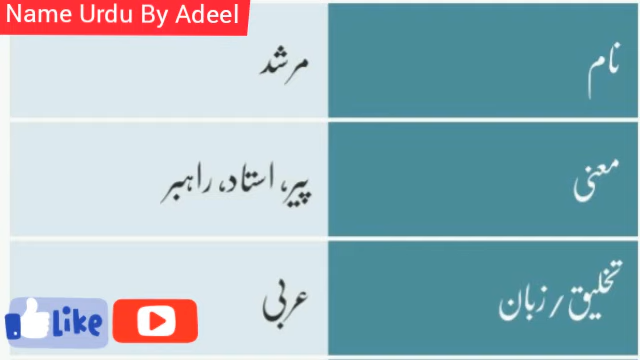 Name Urdu By Adeel
نام مرشد
معنی پیر، استاد، راہبر
تخلیق / زبان عربی
Like